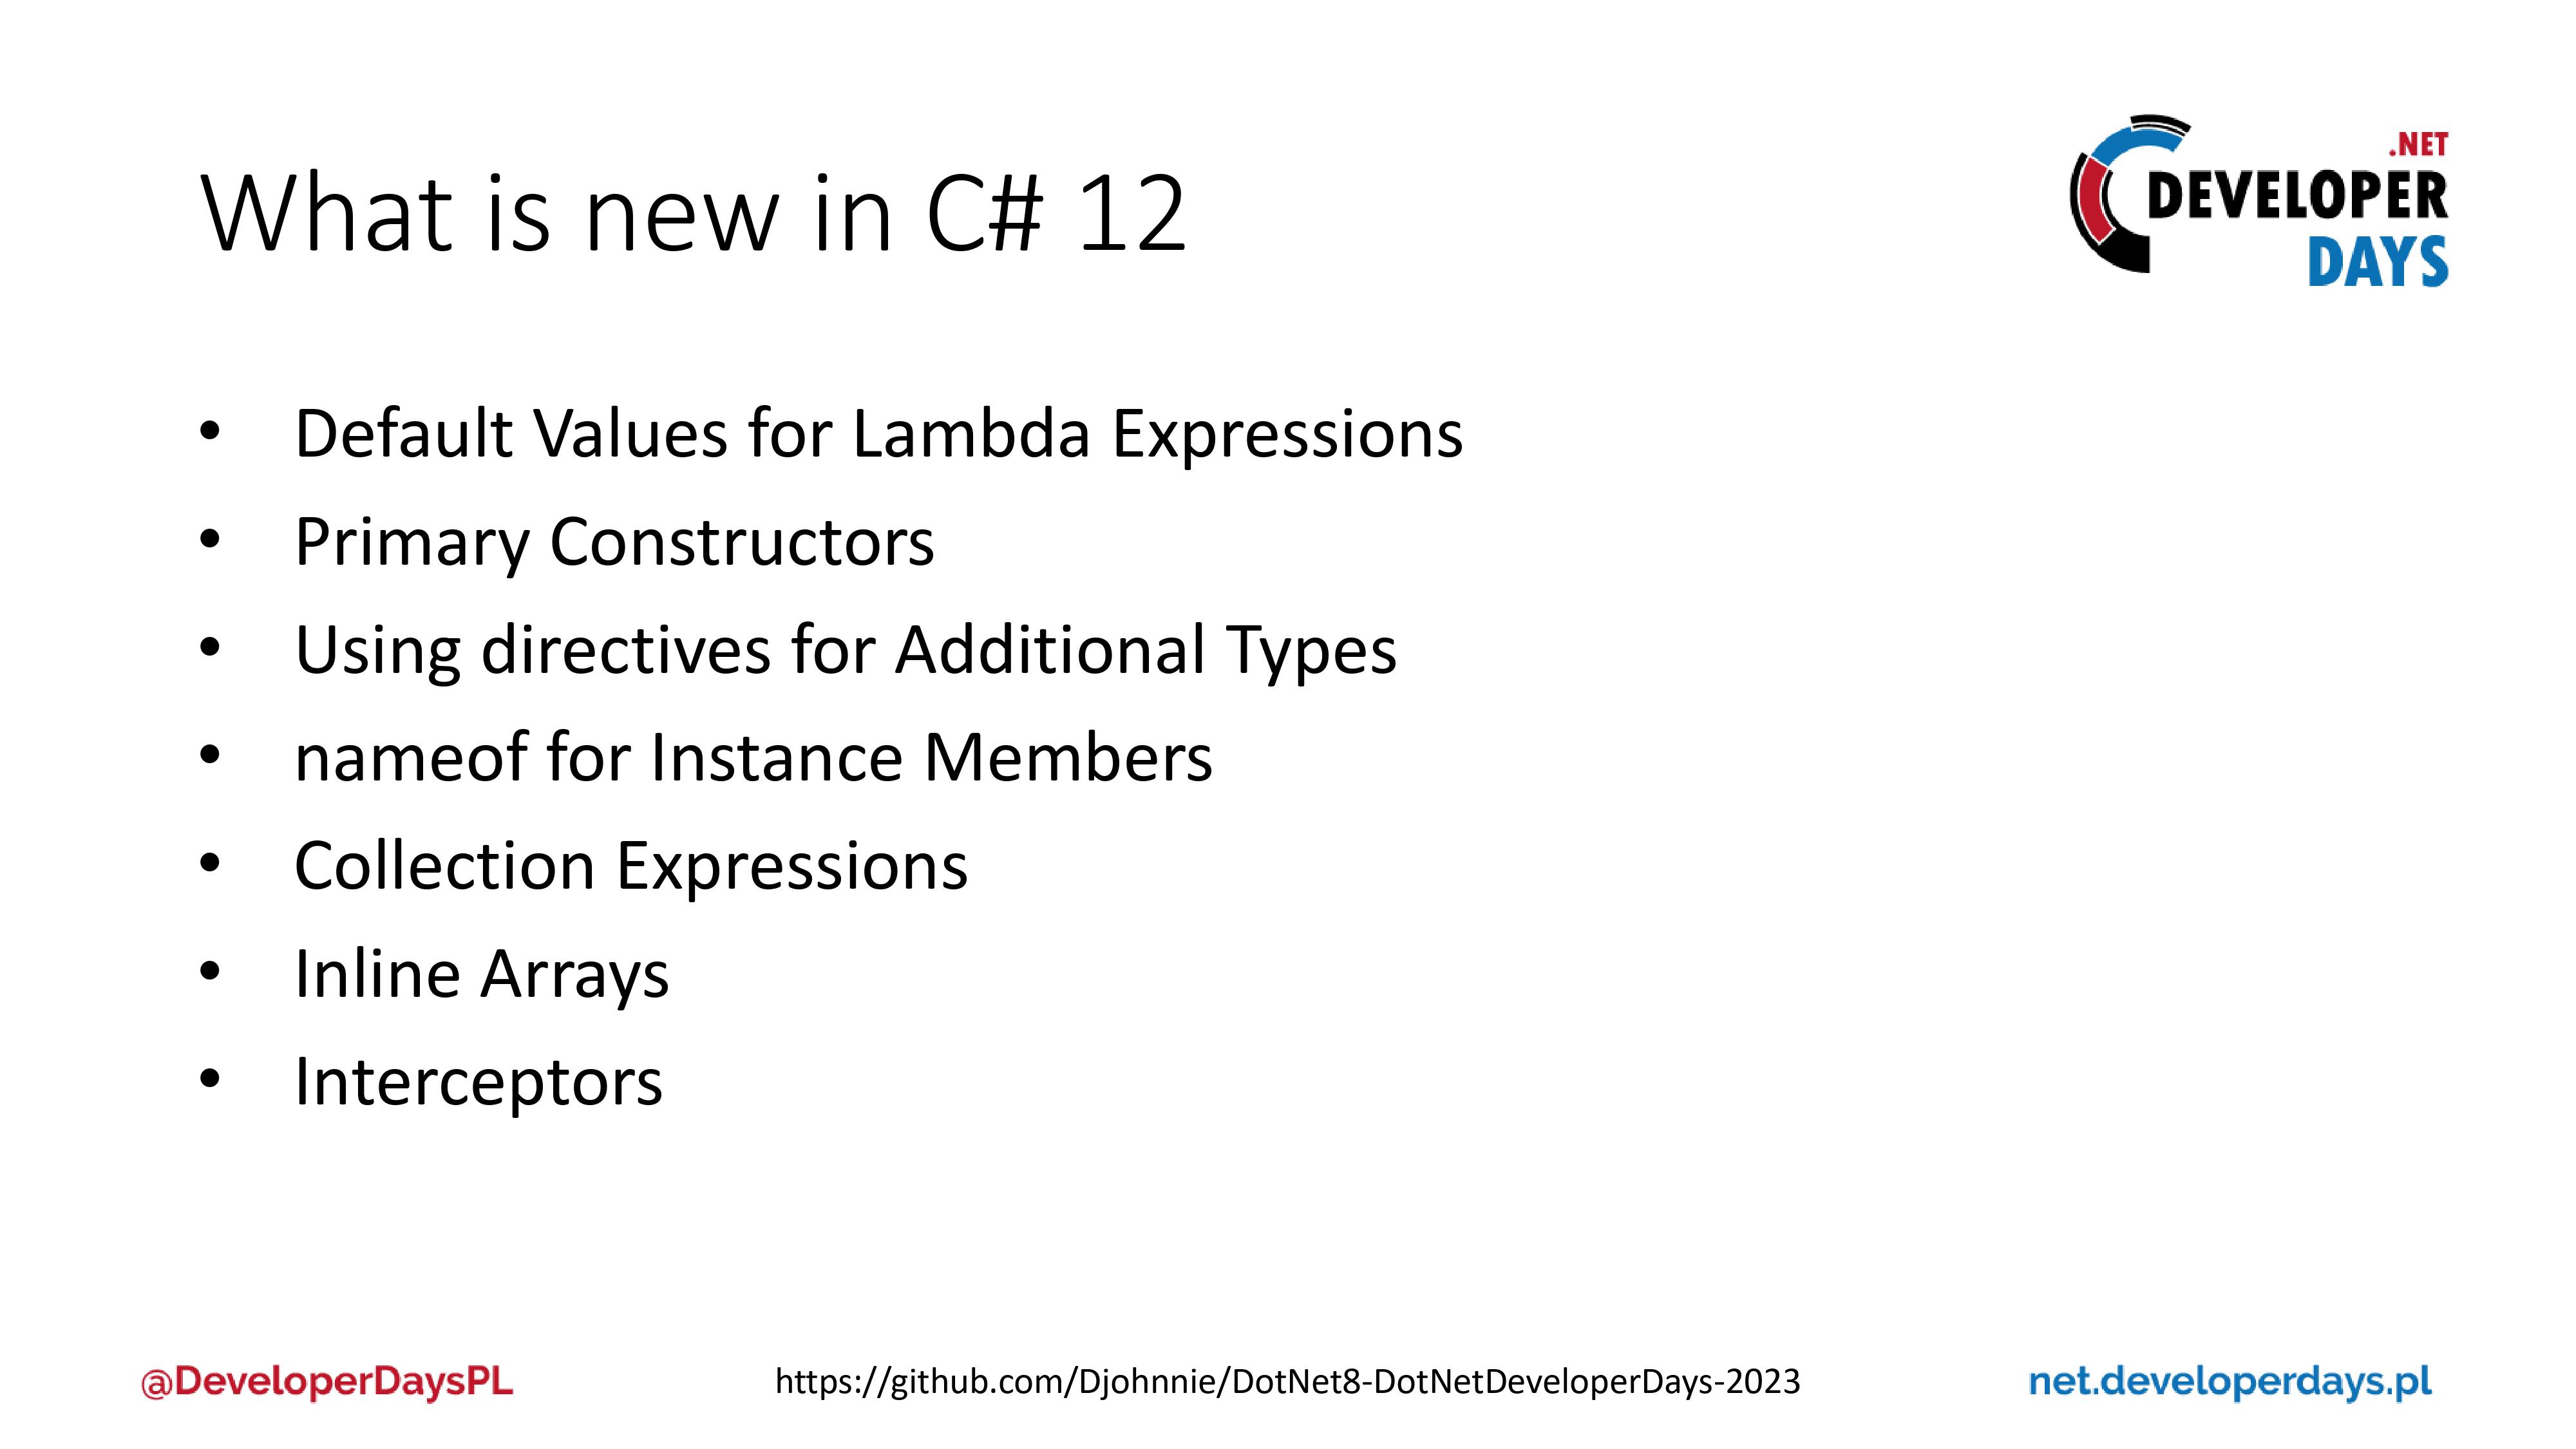 What is new in C# 12
.NET
DEVELOPER
DAYS
• Default Values for Lambda Expressions
• Primary Constructors
• Using directives for Additional Types
• nameof for Instance Members
• Collection Expressions
• Inline Arrays
• Interceptors
@DeveloperDaysPL
https://github.com/Djohnnie/DotNet8-DotNetDeveloperDays-2023
net.developerdays.pl